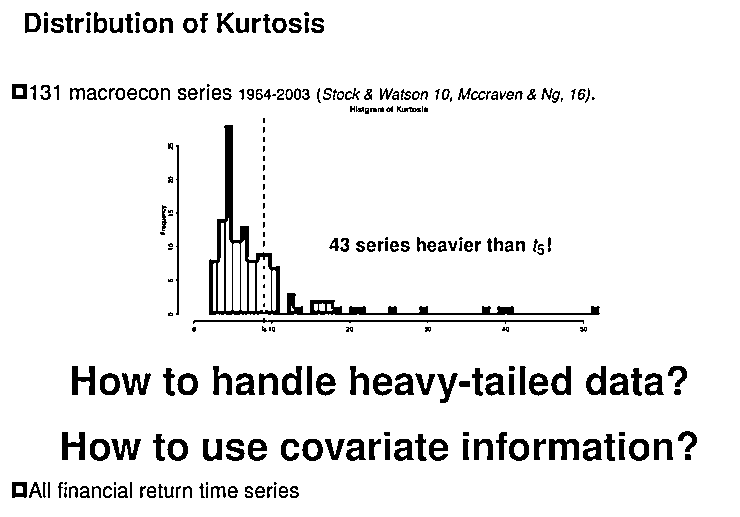 Distribution of Kurtosis
131 macroecon series 1964-2003 (Stock & Watson 10, Mccraven & Ng, 16).
Histgram of Kurtosis
Frequency
0 5 10 15 20 25
43 series heavier than t5!
0 t5 10 20 30 40 50
How to handle heavy-tailed data?
How to use covariate information?
All financial return time series